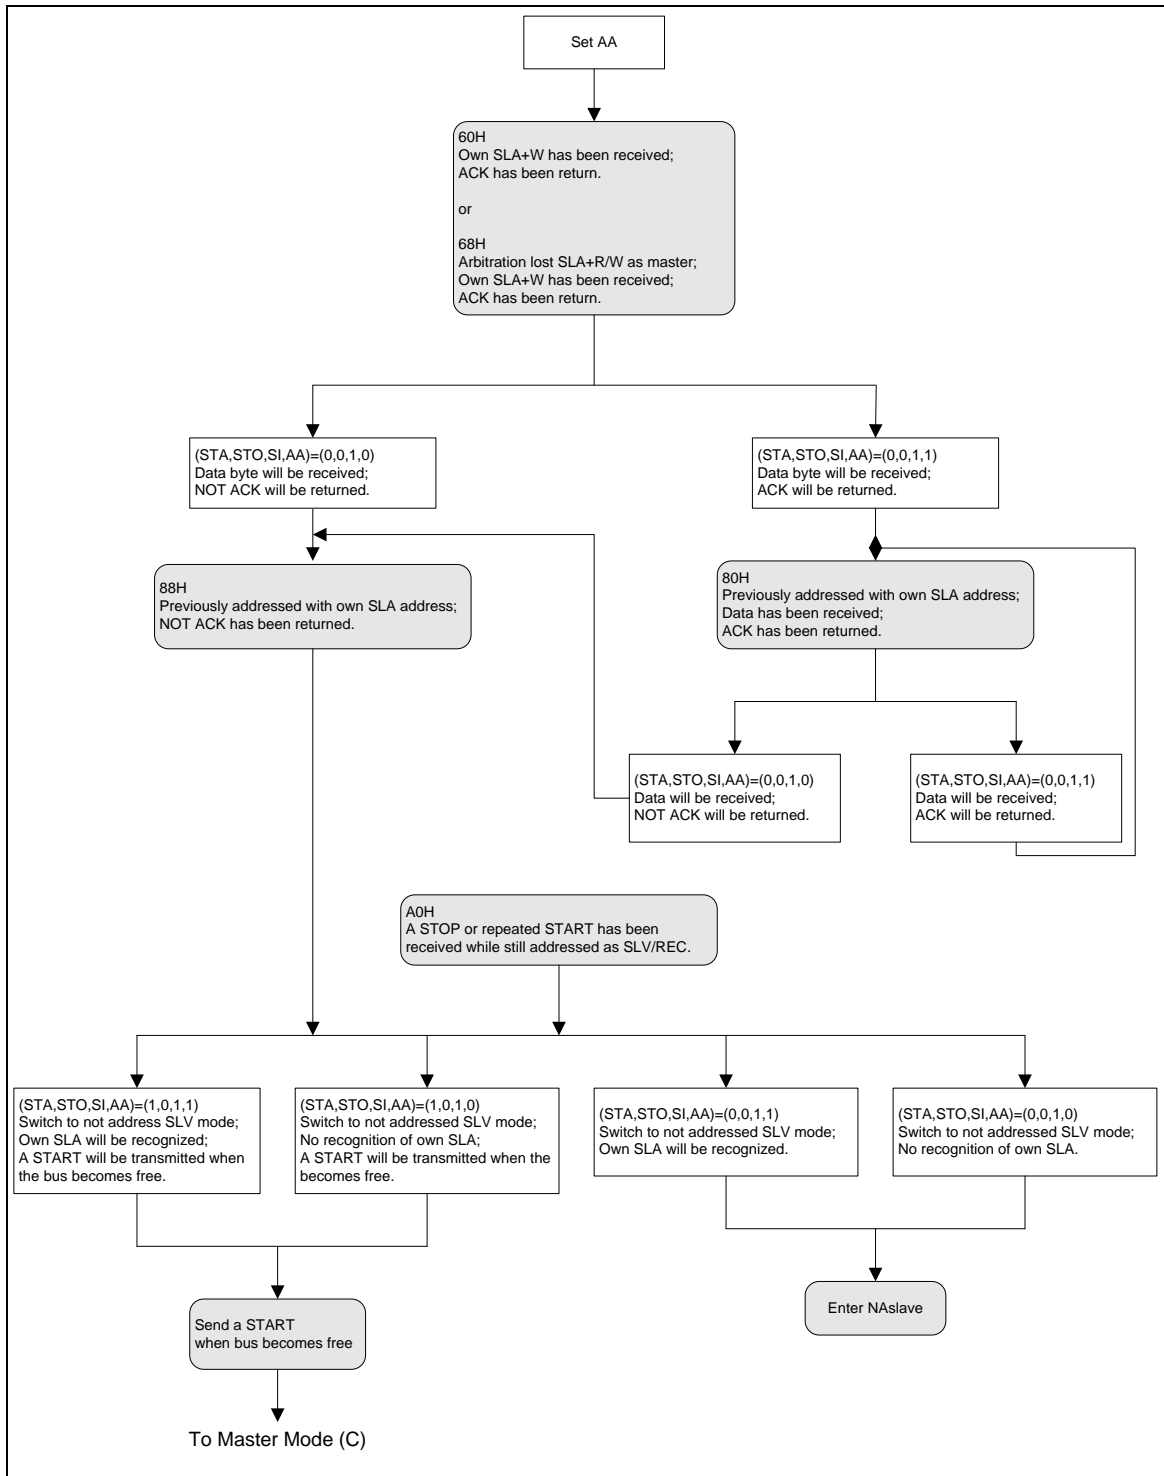 Set AA
60H
Own SLA+W has been received;
ACK has been return.
or
68H
Arbitration lost SLA+R/W as master;
Own SLA+W has been received;
ACK has been return.
(STA,STO,SI,AA)=(0,0,1,0)
Data byte will be received;
NOT ACK will be returned.
(STA,STO,SI,AA)=(0,0,1,1)
Data byte will be received;
ACK will be returned.
88H
Previously addressed with own SLA address;
NOT ACK has been returned.
80H
Previously addressed with own SLA address;
Data has been received;
ACK has been returned.
(STA,STO,SI,AA)=(0,0,1,0)
Data will be received;
NOT ACK will be returned.
(STA,STO,SI,AA)=(0,0,1,1)
Data will be received;
ACK will be returned.
A0H
A STOP or repeated START has been
received while still addressed as SLV/REC.
(STA,STO,SI,AA)=(1,0,1,1)
Switch to not address SLV mode;
Own SLA will be recognized;
A START will be transmitted when
the bus becomes free.
(STA,STO,SI,AA)=(1,0,1,0)
Switch to not addressed SLV mode;
No recognition of own SLA;
A START will be transmitted when the
becomes free.
(STA,STO,SI,AA)=(0,0,1,1)
Switch to not addressed SLV mode;
Own SLA will be recognized.
(STA,STO,SI,AA)=(0,0,1,0)
Switch to not addressed SLV mode;
No recognition of own SLA.
Send a START
when bus becomes free
Enter NAslave
To Master Mode (C)